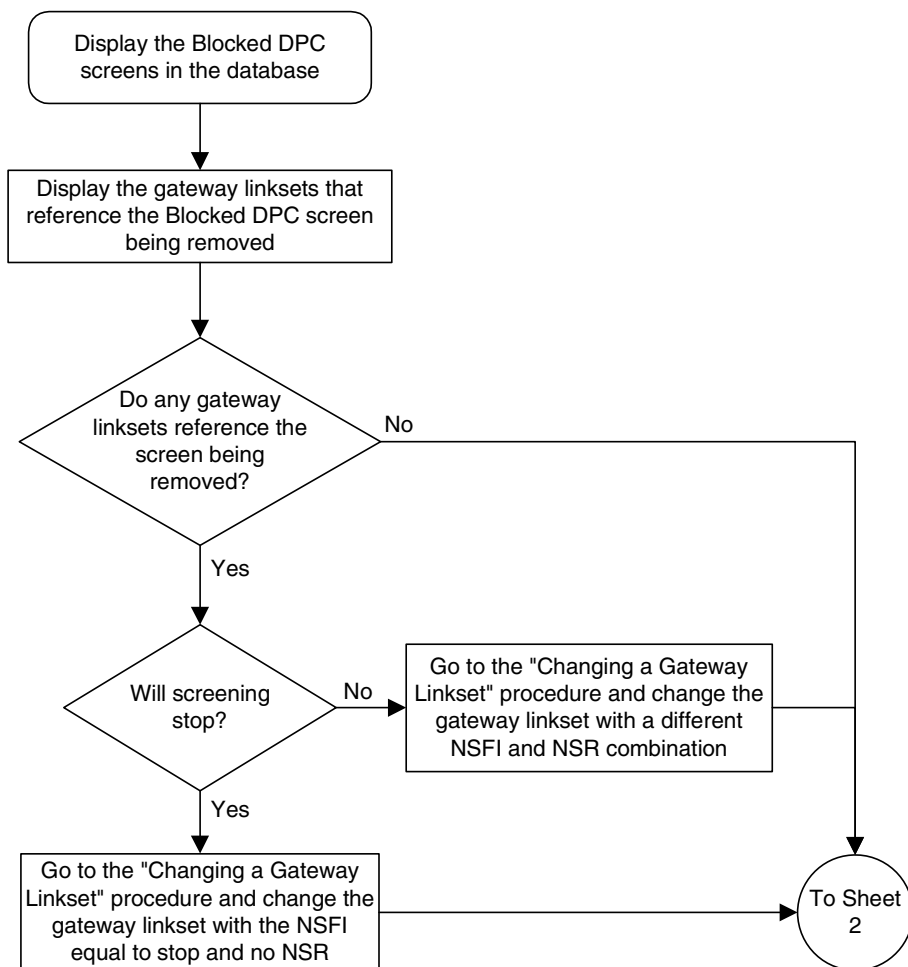 Display the Blocked DPC
screens in the database
Display the gateway linksets that
reference the Blocked DPC screen
being removed
Do any gateway
linksets reference the
screen being
removed?
No
Yes
Will screening
stop?
No
Go to the "Changing a Gateway
Linkset" procedure and change the
gateway linkset with a different
NSFI and NSR combination
Yes
Go to the "Changing a Gateway
Linkset" procedure and change the
gateway linkset with the NSFI
equal to stop and no NSR
To Sheet
2